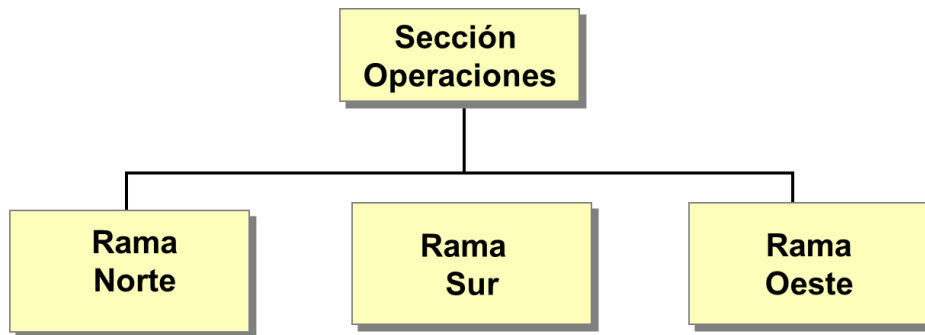 Sección
Operaciones
Rama
Norte
Rama
Sur
Rama
Oeste